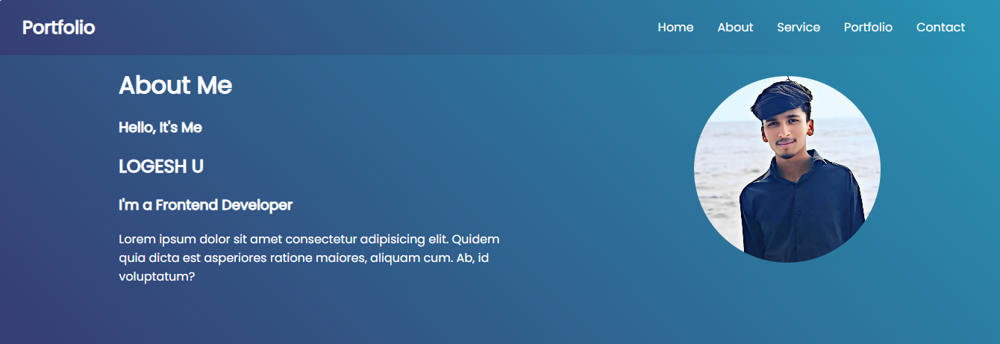 Portfolio
Home About Service Portfolio Contact
About Me
Hello, It's Me
LOGESH U
I'm a Frontend Developer
Lorem ipsum dolor sit amet consectetur adipisicing elit. Quidem
quia dicta est asperiores ratione maiores, aliquam cum. Ab, id
voluptatum?